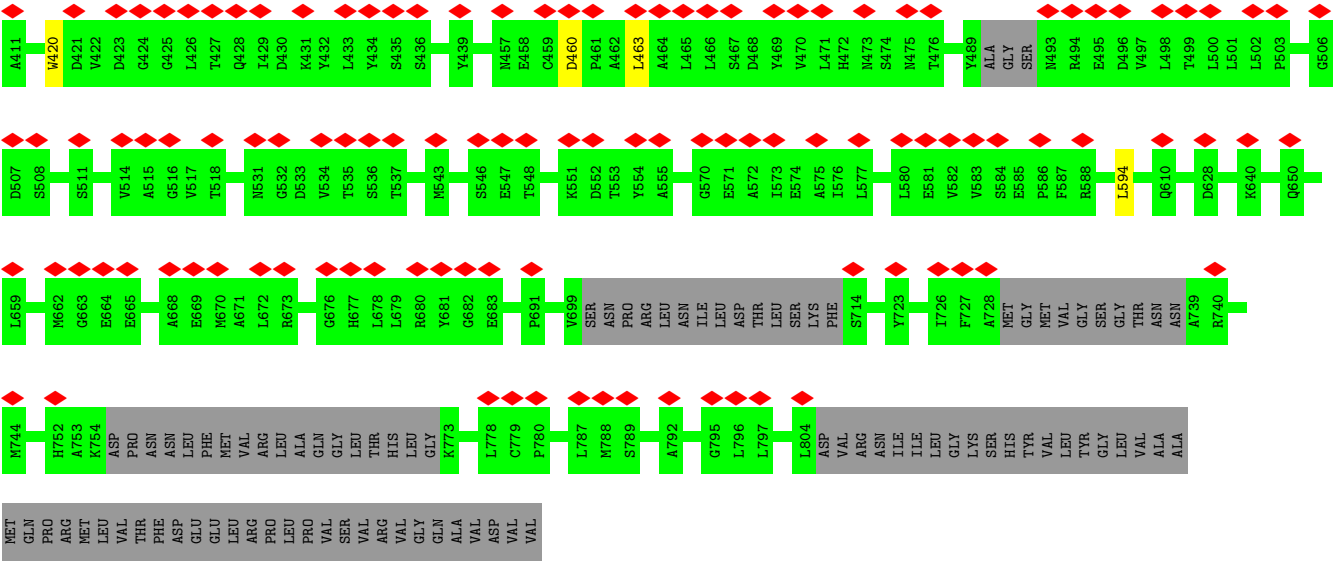 A411 W420 D421 V422 D423 G424 G425 L426 T427 Q428 I429 D430 K431 Y432 L433 Y434 S435 S436 Y439 N457 E458 C459 D460 P461 A462 L463 A464 L465 L466 S467 D468 Y469 V470 L471 H472 N473 S474 N475 T476 Y489 ALA GLY SER N493 R494 E495 D496 V497 L498 T499 L500 L501 L502 P503 G506
D507 S508 S511 V514 A515 G516 V517 T518 N531 G532 D533 V534 T535 S536 T537 M543 S546 E547 T548 K551 D552 T553 Y554 A555 G570 E571 A572 I573 E574 A575 I576 L577 L580 E581 V582 V583 S584 E585 P586 F587 R588 L594 Q610 D628 K640 Q650
L659 M662 G663 E664 E665 A668 E669 M670 A671 L672 R673 G676 H677 L678 L679 R680 Y681 G682 E683 P691 V699 SER ASN PRO ARG LEU ASN ILE LEU ASP THR LEU SER LYS PHE S714 Y723 I726 F727 A728 MET GLY MET VAL GLY SER GLY THR ASN ASN A739 R740
M744 H752 A753 K754 ASP PRO ASN ASN LEU PHE MET VAL ARG LEU ALA GLN GLY LEU THR HIS LEU GLY K773 L778 C779 P780 L787 M788 S789 A792 G795 L796 L797 L804 ASP VAL ARG ASN ILE ILE LEU GLY LYS SER HIS TYR VAL LEU TYR GLY LEU VAL ALA ALA
MET GLN PRO ARG MET LEU VAL THR PHE ASP GLU GLU LEU ARG PRO LEU PRO VAL SER VAL ARG VAL GLY GLN ALA VAL ASP VAL VAL